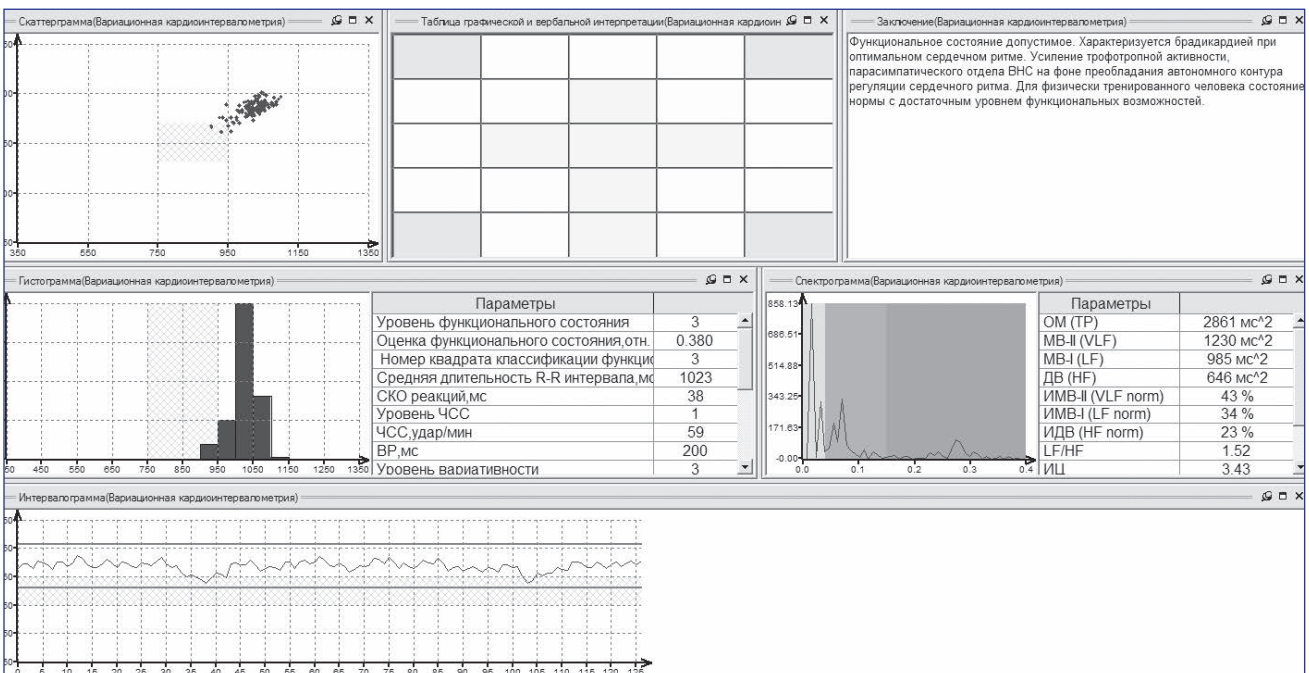 Скаттерграмма(Вариационная кардиоинтервалометрия)
350 550 750 950 1150 1350
Таблица графической и вербальной интерпретации(Вариационная кардиоин
Заключение(Вариационная кардиоинтервалометрия)
Функциональное состояние допустимое. Характеризуется брадикардией при
оптимальном сердечном ритме. Усиление трофотропной активности,
парасимпатического отдела ВНС на фоне преобладания автономного контура
регуляции сердечного ритма. Для физически тренированного человека состояние
нормы с достаточным уровнем функциональных возможностей.
Гистограмма(Вариационная кардиоинтервалометрия)
450 550 650 750 850 950 1050 1150 1250 1350
Параметры
Уровень функционального состояния 3
Оценка функционального состояния,отн. 0.380
Номер квадрата классификации функцио 3
Средняя длительность R-R интервала,мс 1023
СКО реакций,мс 38
Уровень ЧСС 1
ЧСС,удар/мин 59
ВР,мс 200
Уровень вариативности 3
Спектрограмма(Вариационная кардиоинтервалометрия)
858.13
686.51
514.88
343.25
171.63
-0.00
0.0 0.1 0.2 0.3 0.4
Параметры
ОМ (TP) 2861 мс^2
МВ-II (VLF) 1230 мс^2
МВ-I (LF) 985 мс^2
ДВ (HF) 646 мс^2
ИМВ-II (VLF norm) 43 %
ИМВ-I (LF norm) 34 %
ИДВ (HF norm) 23 %
LF/HF 1.52
ИЦ 3.43
Интервалограмма(Вариационная кардиоинтервалометрия)
0 5 10 15 20 25 30 35 40 45 50 55 60 65 70 75 80 85 90 95 100 105 110 115 120 125